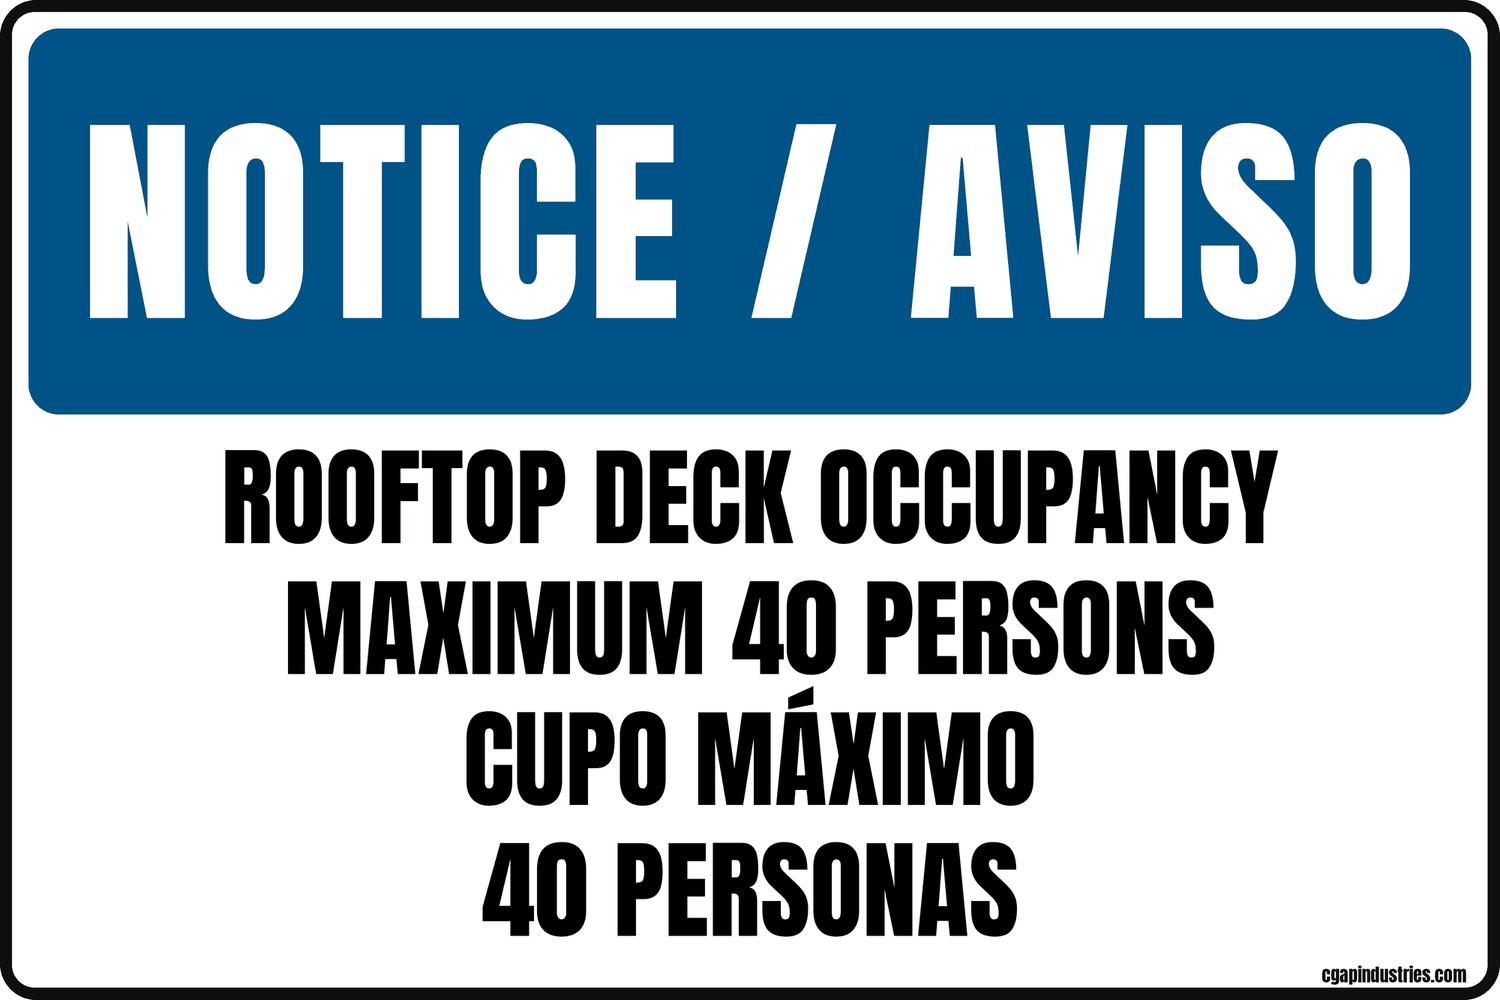 NOTICE / AVISO
ROOFTOP DECK OCCUPANCY
MAXIMUM 40 PERSONS
CUPO MÁXIMO
40 PERSONAS
cgapindustries.com